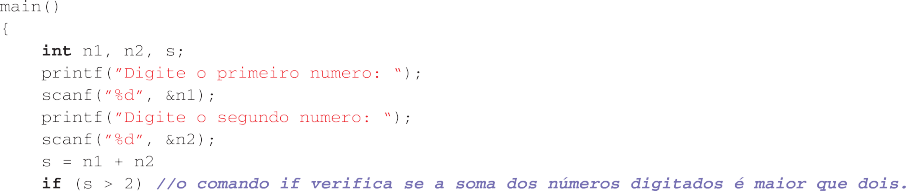 main()
{
    int n1, n2, s;
    printf(”Digite o primeiro numero: “);
    scanf(”%d”, &n1);
    printf(”Digite o segundo numero: “);
    scanf(”%d”, &n2);
    s = n1 + n2
    if (s > 2) //o comando if verifica se a soma dos números digitados é maior que dois.